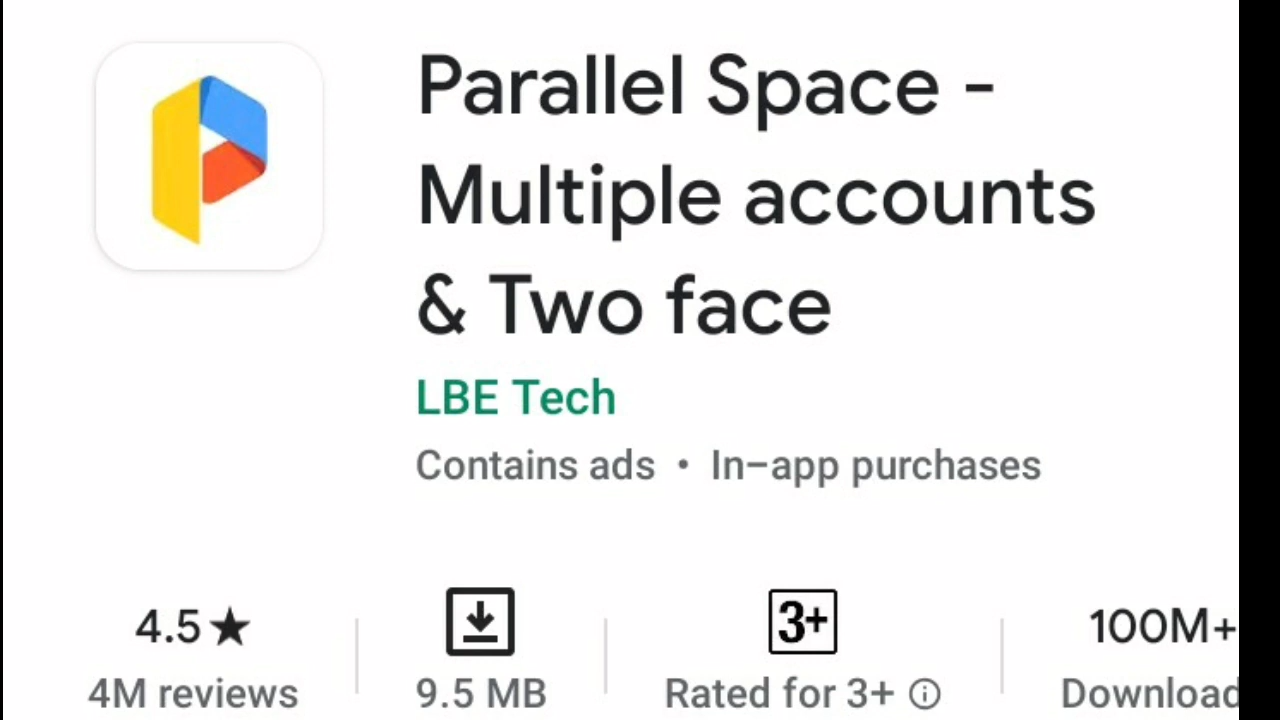 Parallel Space -
Multiple accounts
& Two face
LBE Tech
Contains ads • In-app purchases
4.5★ 3+ 100M+
4M reviews 9.5 MB Rated for 3+ Download